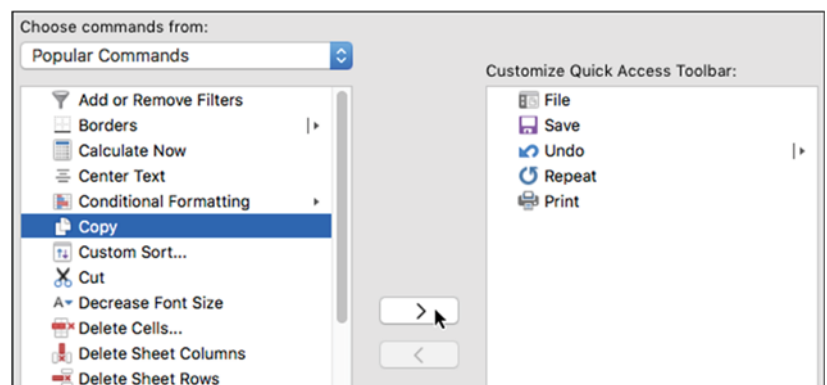 Choose commands from:
Popular Commands
Add or Remove Filters
Borders
Calculate Now
Center Text
Conditional Formatting
Copy
Custom Sort...
Cut
Decrease Font Size
Delete Cells...
Delete Sheet Columns
Delete Sheet Rows
>
<
Customize Quick Access Toolbar:
File
Save
Undo
Repeat
Print